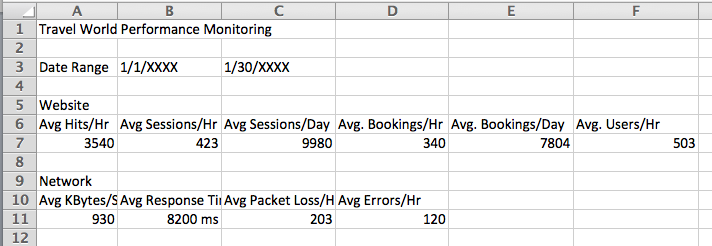 A B C D E F
1 Travel World Performance Monitoring
2
3 Date Range 1/1/XXXX 1/30/XXXX
4
5 Website
6 Avg Hits/Hr Avg Sessions/Hr Avg Sessions/Day Avg. Bookings/Hr Avg. Bookings/Day Avg. Users/Hr
7 3540 423 9980 340 7804 503
8
9 Network
10 Avg KBytes/S Avg Response Ti Avg Packet Loss/H Avg Errors/Hr
11 930 8200 ms 203 120
12